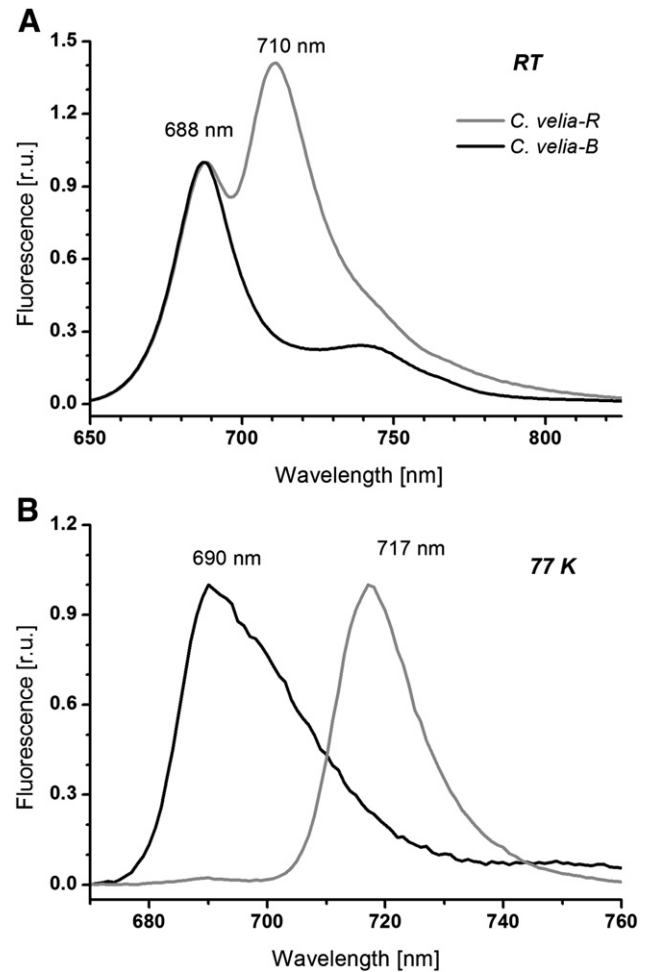 A
1.5
710 nm
RT
688 nm
C. velia-R
C. velia-B
1.2
0.9
0.6
0.3
0.0
Fluorescence [r.u.]
650 700 750 800
Wavelength [nm]
B
1.2
690 nm
717 nm
77 K
0.9
0.6
0.3
0.0
Fluorescence [r.u.]
680 700 720 740 760
Wavelength [nm]